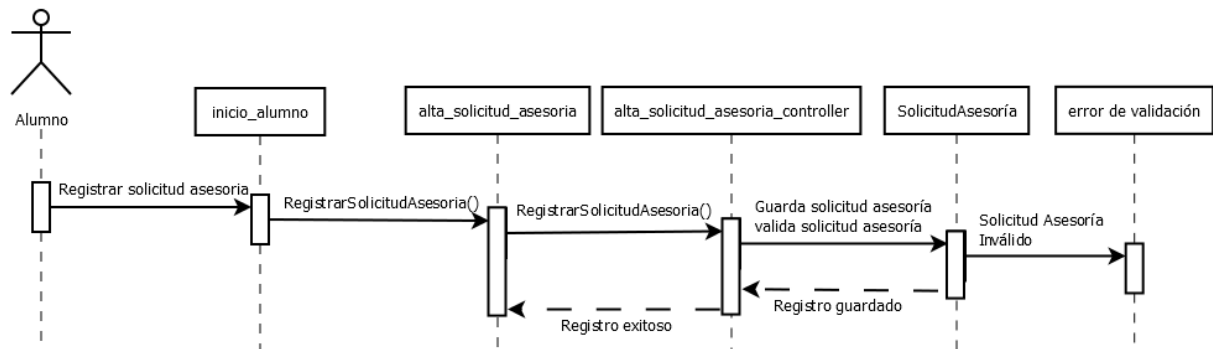 Alumno
inicio_alumno
alta_solicitud_asesoria
alta_solicitud_asesoria_controller
SolicitudAsesoría
error de validación
Registrar solicitud asesoria
RegistrarSolicitudAsesoria()
RegistrarSolicitudAsesoria()
Guarda solicitud asesoría
valida solicitud asesoría
Solicitud Asesoría
Inválido
Registro guardado
Registro exitoso